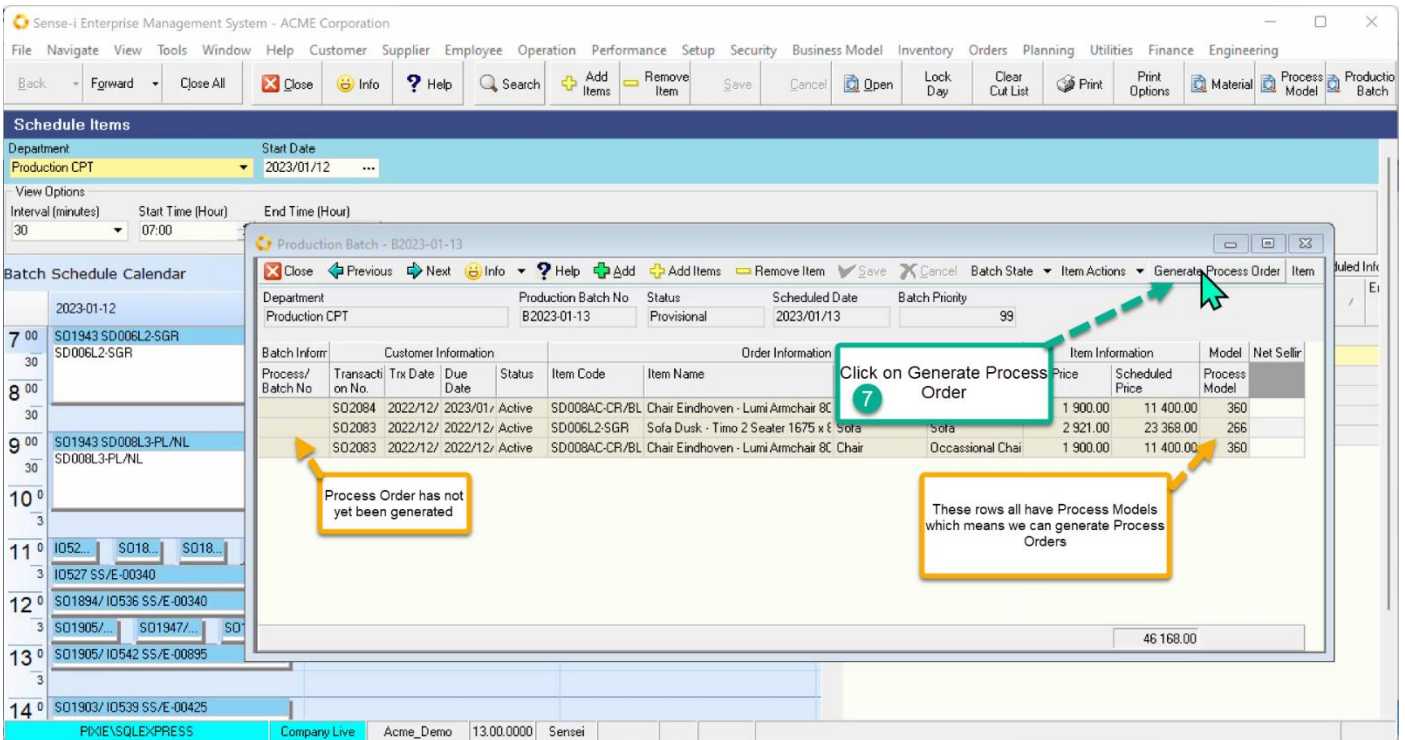 Sense-i Enterprise Management System - ACME Corporation
File Navigate View Tools Window Help Customer Supplier Employee Operation Performance Setup Security Business Model Inventory Orders Planning Utilities Finance Engineering
Back Forward Close All Close Info ? Help Search Add Items Remove Item Save Cancel Open Lock Day Clear Cut List Print Print Options Material Process Model Productio Batch
Schedule Items
Department Start Date
Production CPT 2023/01/12 ...
View Options
Interval (minutes) Start Time (Hour) End Time (Hour)
30 07:00
Production Batch - B2023-01-13
Close Previous Next Info ? Help Add Add Items Remove Item Save Cancel Batch State Item Actions Generate Process Order Item
Department Production Batch No Status Scheduled Date Batch Priority
Production CPT B2023-01-13 Provisional 2023/01/13 99
Batch Inform Customer Information Order Information Item Information Model Net Sellin
Process/ Batch No Transacti on No. Trx Date Due Date Status Item Code Item Name Price Scheduled Price Process Model
SO2084 2022/12/ 2023/01/ Active SD008AC-CR/BL Chair Eindhoven - Lumi Armchair 8C 1 900.00 11 400.00 360
SO2083 2022/12/ 2022/12/ Active SD006L2-SGR Sofa Dusk - Timo 2 Seater 1675 x 8 Sofa Sofa 2 921.00 23 368.00 266
SO2083 2022/12/ 2022/12/ Active SD008AC-CR/BL Chair Eindhoven - Lumi Armchair 8C Chair Occassional Chai 1 900.00 11 400.00 360
Click on Generate Process
Order
7
Process Order has not
yet been generated
These rows all have Process Models
which means we can generate Process
Orders
46 168.00
Batch Schedule Calendar
duled Info
2023-01-12
7 00 SO1943 SD006L2-SGR
SD006L2-SGR
30
8 00
30
9 00 SO1943 SD008L3-PL/NL
SD008L3-PL/NL
30
10 0
3
11 0 IO52... SO18... SO18...
3 IO527 SS/E-00340
12 0 SO1894/ IO536 SS/E-00340
3 SO1905/... SO1947/... SO1
13 0 SO1905/ IO542 SS/E-00895
3
14 0 SO1903/ IO539 SS/E-00425
PIXIE\SQLEXPRESS Company Live Acme_Demo 13.00.0000 Sensei